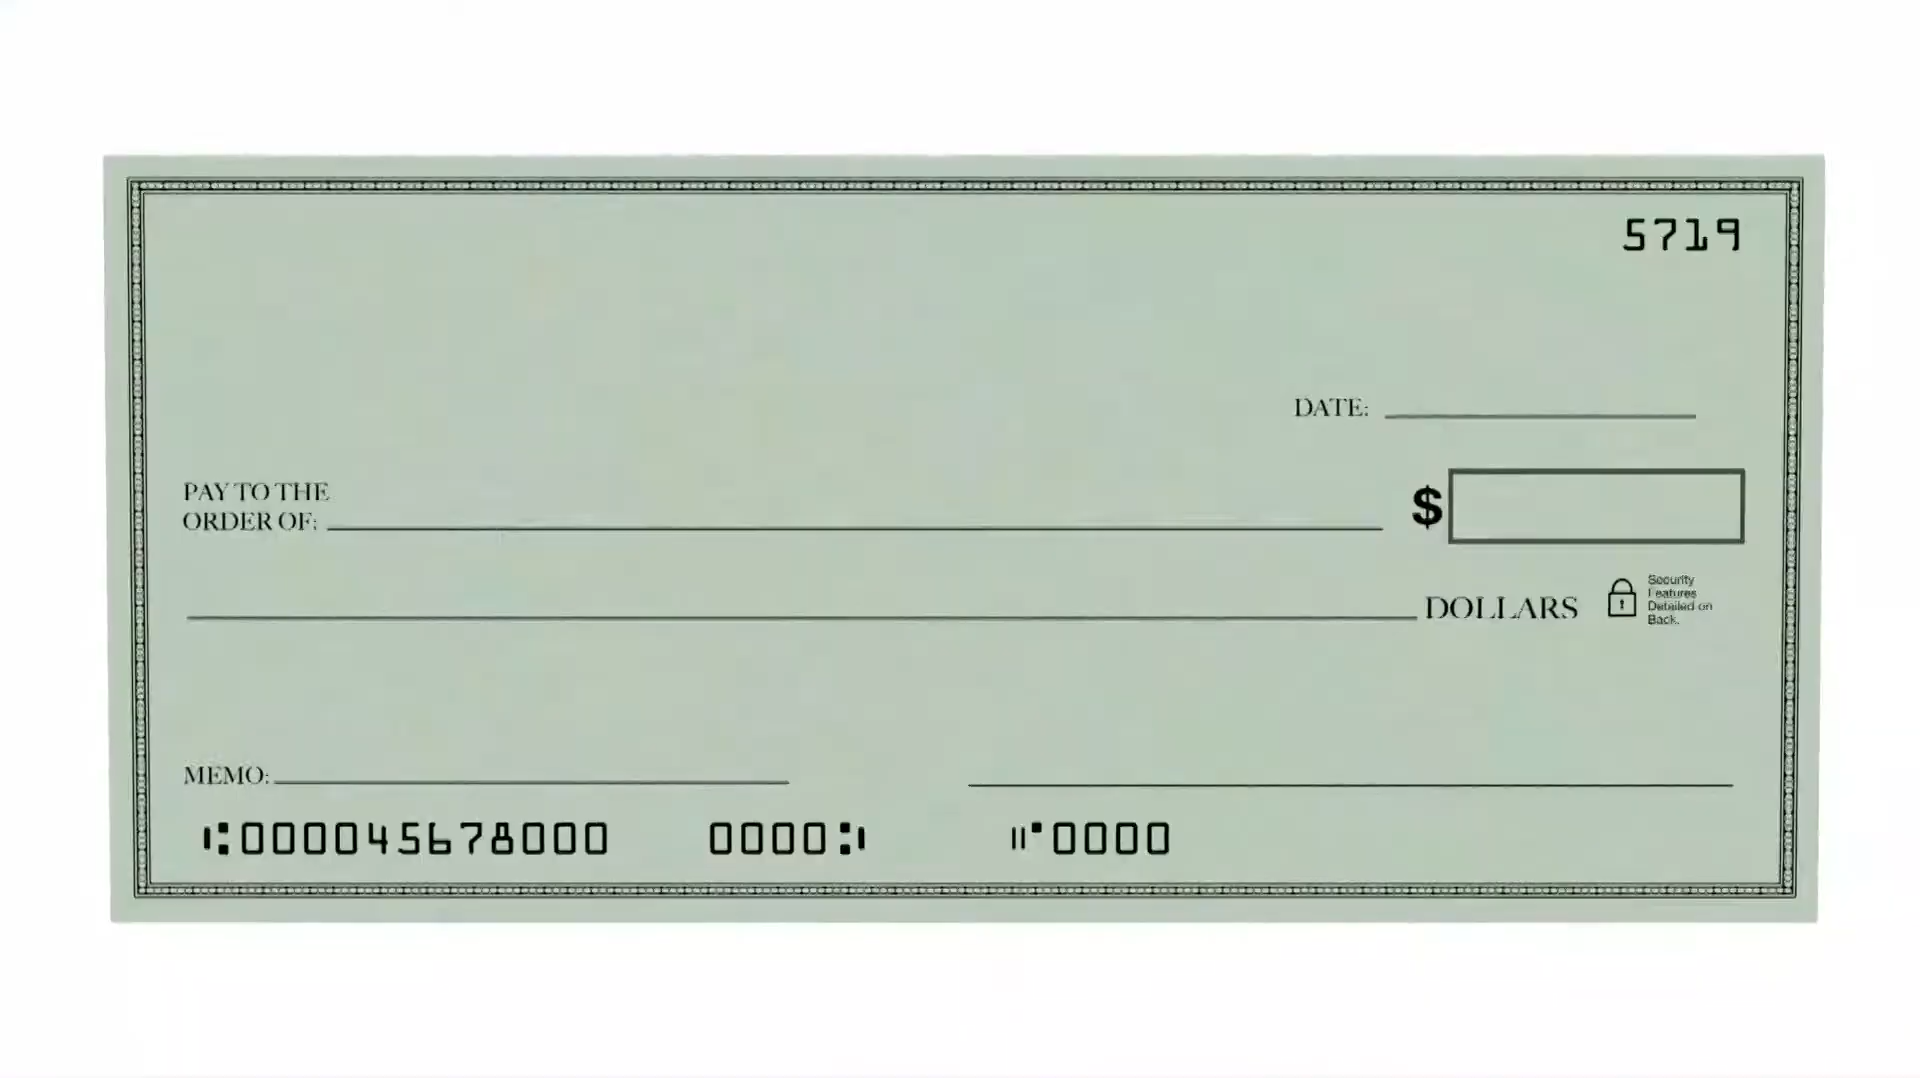 5719
DATE:
PAY TO THE
ORDER OF:
$
DOLLARS
Security
Features
Detailed on
Back.
MEMO:
⑆000045678000 0000⑆ ⑈0000